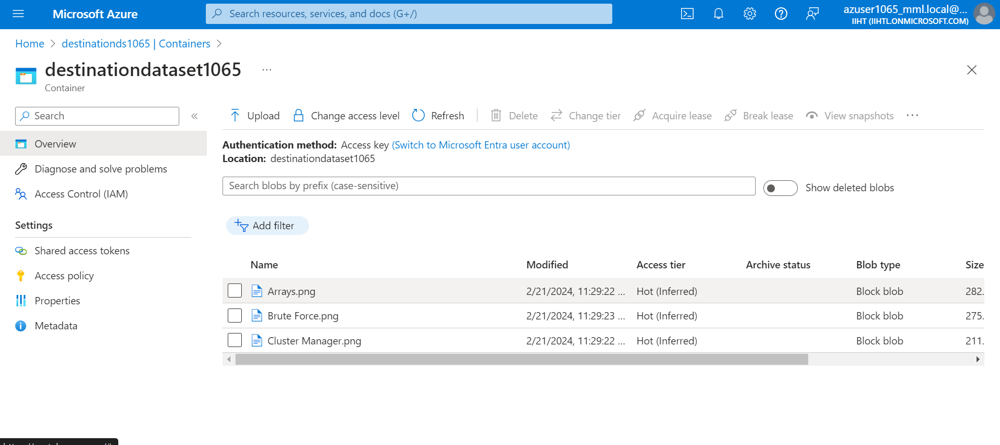 Microsoft Azure
Search resources, services, and docs (G+/)
azuser1065_mml.local@...
IIHT (IIHTL.ONMICROSOFT.COM)
Home > destinationds1065 | Containers >
destinationdataset1065 ...
Container
Search «
Upload Change access level Refresh Delete Change tier Acquire lease Break lease View snapshots ...
Overview
Diagnose and solve problems
Access Control (IAM)
Settings
Shared access tokens
Access policy
Properties
Metadata
Authentication method: Access key (Switch to Microsoft Entra user account)
Location: destinationdataset1065
Search blobs by prefix (case-sensitive)
Show deleted blobs
Add filter
Name Modified Access tier Archive status Blob type Size
Arrays.png 2/21/2024, 11:29:22 ... Hot (Inferred) Block blob 282.
Brute Force.png 2/21/2024, 11:29:23 ... Hot (Inferred) Block blob 275.
Cluster Manager.png 2/21/2024, 11:29:22 ... Hot (Inferred) Block blob 211.